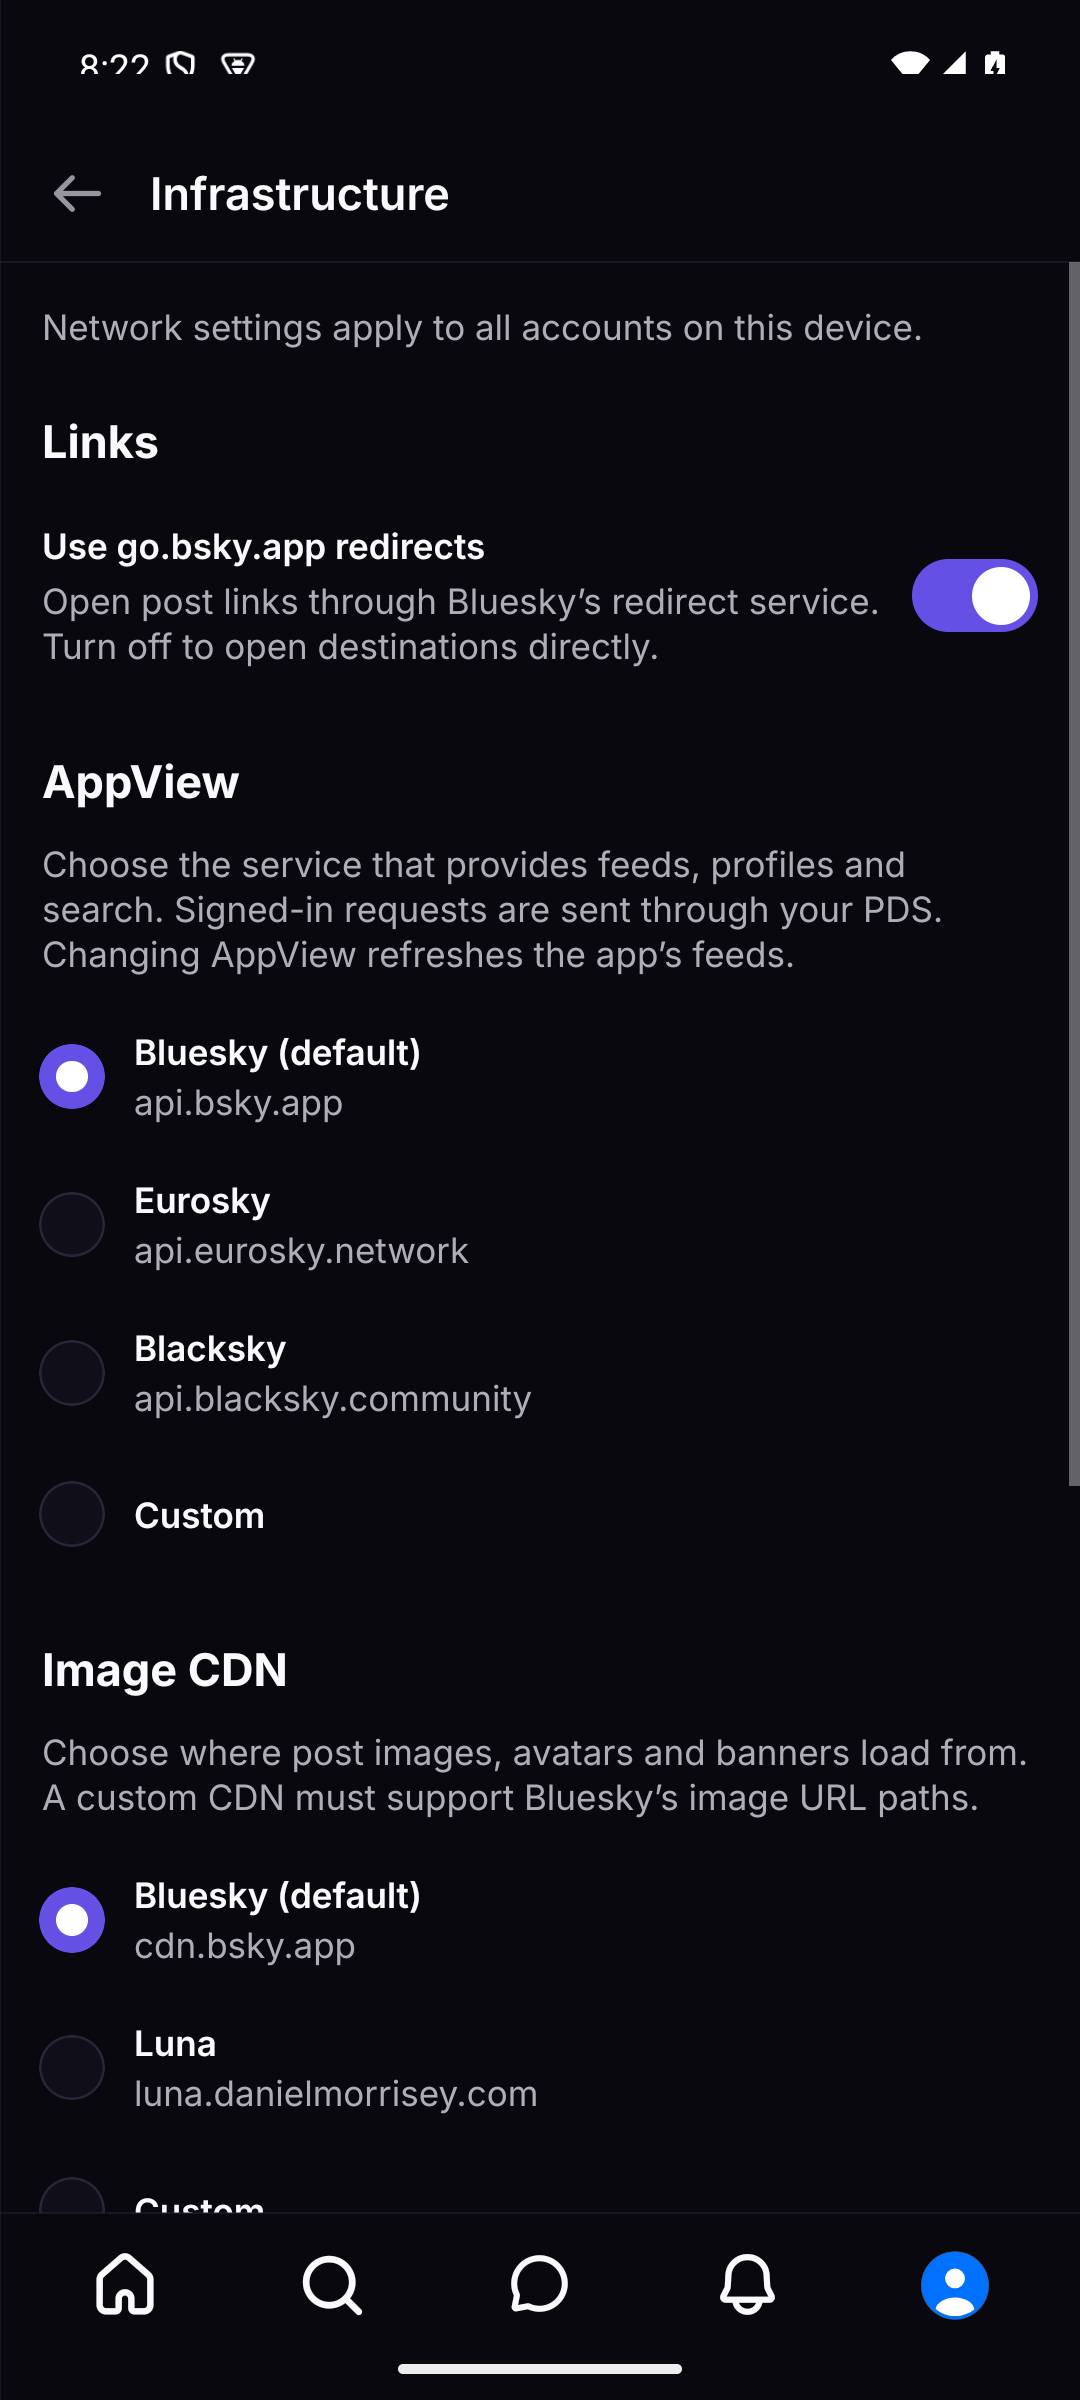 8:22
Infrastructure
Network settings apply to all accounts on this device.
Links
Use go.bsky.app redirects
Open post links through Bluesky’s redirect service.
Turn off to open destinations directly.
AppView
Choose the service that provides feeds, profiles and
search. Signed-in requests are sent through your PDS.
Changing AppView refreshes the app’s feeds.
Bluesky (default)
api.bsky.app
Eurosky
api.eurosky.network
Blacksky
api.blacksky.community
Custom
Image CDN
Choose where post images, avatars and banners load from.
A custom CDN must support Bluesky’s image URL paths.
Bluesky (default)
cdn.bsky.app
Luna
luna.danielmorrisey.com
Custom